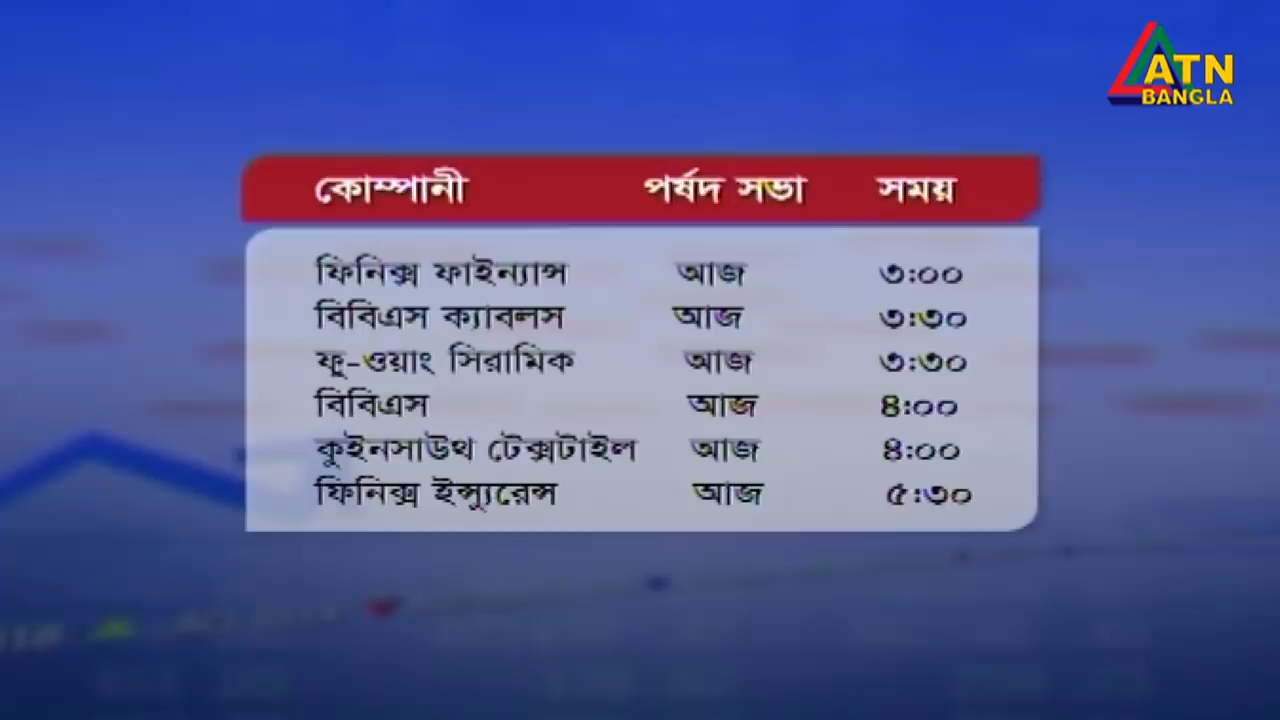 ATN
BANGLA
কোম্পানী পর্ষদ সভা সময়
ফিনিক্স ফাইন্যান্স আজ ৩:০০
বিবিএস ক্যাবলস আজ ৩:৩০
ফু-ওয়াং সিরামিক আজ ৩:৩০
বিবিএস আজ ৪:০০
কুইনসাউথ টেক্সটাইল আজ ৪:০০
ফিনিক্স ইন্স্যুরেন্স আজ ৫:৩০